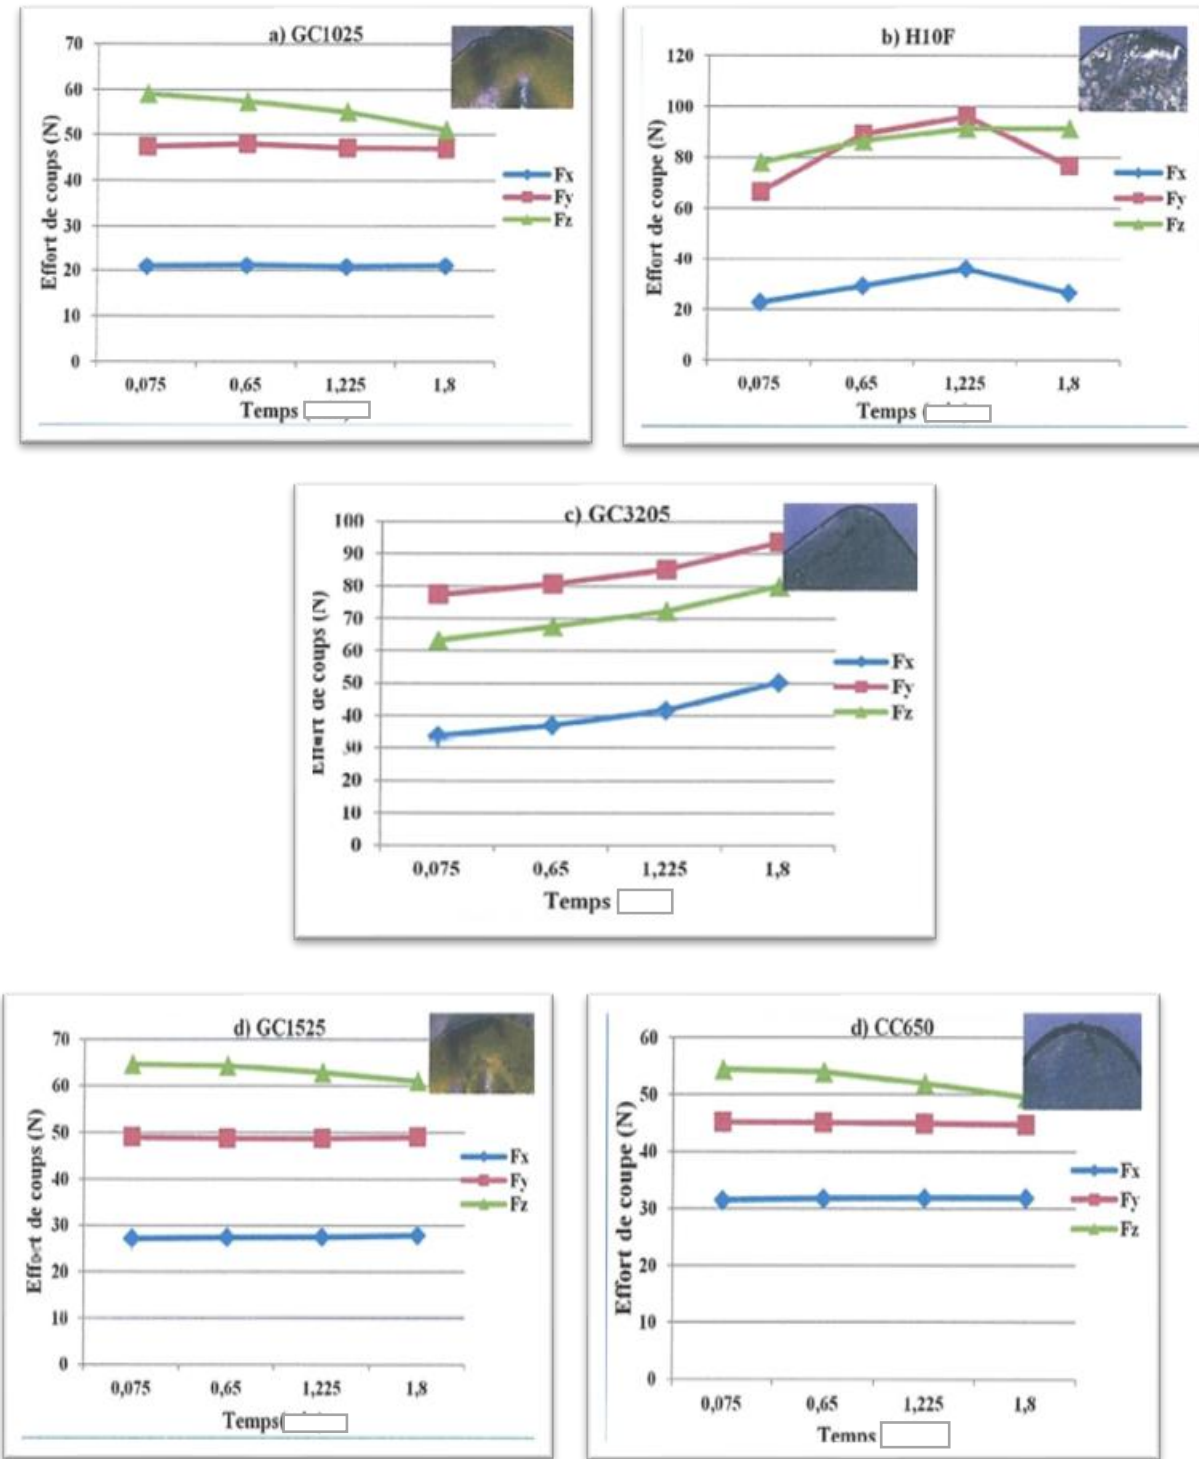 a) GC1025
70
60
50
40
30
20
10
0
Effort de coups (N)
0,075 0,65 1,225 1,8
Temps
Fx
Fy
Fz
b) H10F
120
100
80
60
40
20
0
Effort de coupe (N)
0,075 0,65 1,225 1,8
Temps (
Fx
Fy
Fz
c) GC3205
100
90
80
70
60
50
40
30
20
10
0
Effort de coups (N)
0,075 0,65 1,225 1,8
Temps
Fx
Fy
Fz
d) GC1525
70
60
50
40
30
20
10
0
Effort de coups (N)
0,075 0,65 1,225 1,8
Temps(
Fx
Fy
Fz
d) CC650
60
50
40
30
20
10
0
Effort de coupe (N)
0,075 0,65 1,225 1,8
Temps
Fx
Fy
Fz